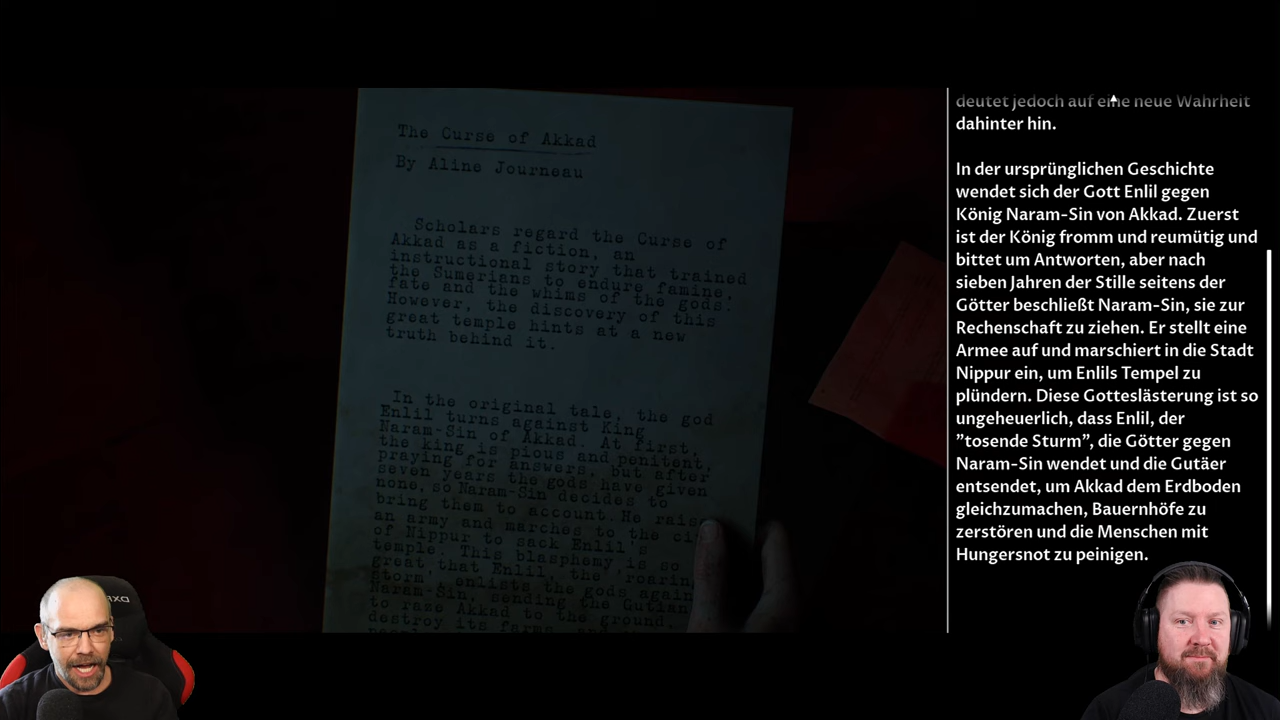 The Curse of Akkad
By Aline Journeau
Scholars regard the Curse of
Akkad as a fiction, an
instructional story that trained
the Sumerians to endure famine,
fate and the whims of the gods.
However, the discovery of this
great temple hints at a new
truth behind it.
In the original tale, the god
Enlil turns against King
Naram-Sin of Akkad. At first,
the king is pious and penitent,
praying for answers, but after
seven years the gods have given
none, so Naram-Sin decides to
bring them to account. He
an army and marches to the
of Nippur to sack Enlil's
temple. This blasphemy is so
great that Enlil, the 'roaring
storm' enlists the gods
Naram-Sin, sending the
to raze Akkad to the ground.
destroy its farms,
deutet jedoch auf eine neue Wahrheit
dahinter hin.
In der ursprünglichen Geschichte
wendet sich der Gott Enlil gegen
König Naram-Sin von Akkad. Zuerst
ist der König fromm und reumütig und
bittet um Antworten, aber nach
sieben Jahren der Stille seitens der
Götter beschließt Naram-Sin, sie zur
Rechenschaft zu ziehen. Er stellt eine
Armee auf und marschiert in die Stadt
Nippur ein, um Enlils Tempel zu
plündern. Diese Gotteslästerung ist so
ungeheuerlich, dass Enlil, der
"tosende Sturm", die Götter gegen
Naram-Sin wendet und die Gutäer
entsendet, um Akkad dem Erdboden
gleichzumachen, Bauernhöfe zu
zerstören und die Menschen mit
Hungersnot zu peinigen.